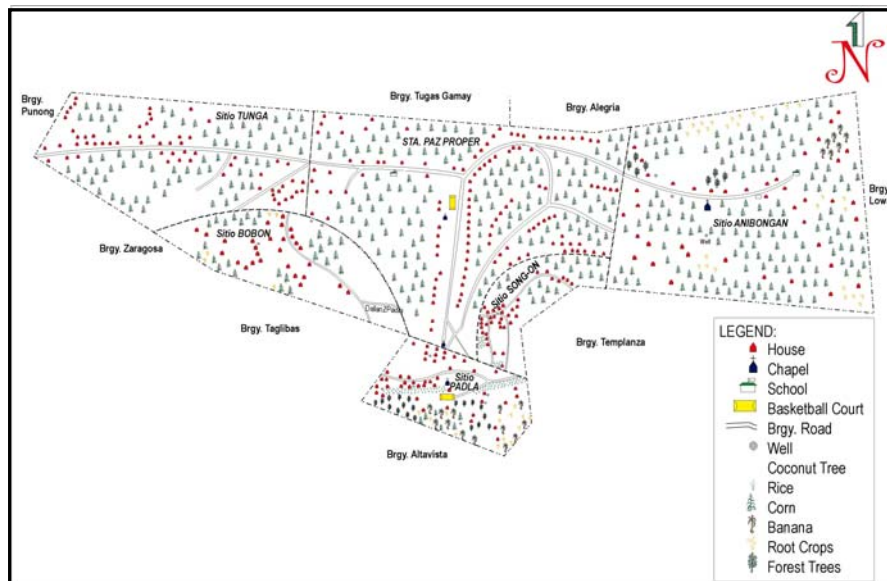 N
Brgy. Tugas Gamay
Brgy. Alegria
Brgy.
Punong
Sitio TUNGA
STA. PAZ PROPER
Brgy.
Low
Sitio ANIBONGAN
Sitio BOBON
Brgy. Zaragosa
Sitio SONG-ON
Brgy. Taglibas
Brgy. Templanza
Sitio
PADLA
Brgy. Altavista
LEGEND:
House
Chapel
School
Basketball Court
Brgy. Road
Well
Coconut Tree
Rice
Corn
Banana
Root Crops
Forest Trees